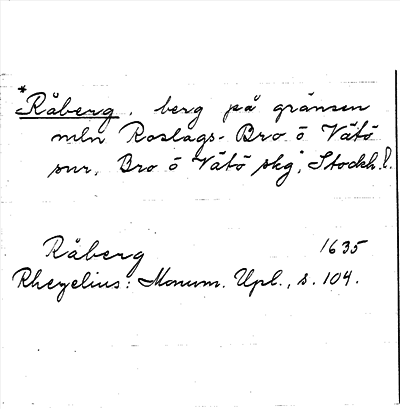 *Råberg. berg på gränsen
mln Roslags-Bro o Vätö
snr, Bro o Vätö skg, Stockh. l.
Råberg 1635
Rhezelius: Monum. Upl., s. 104.